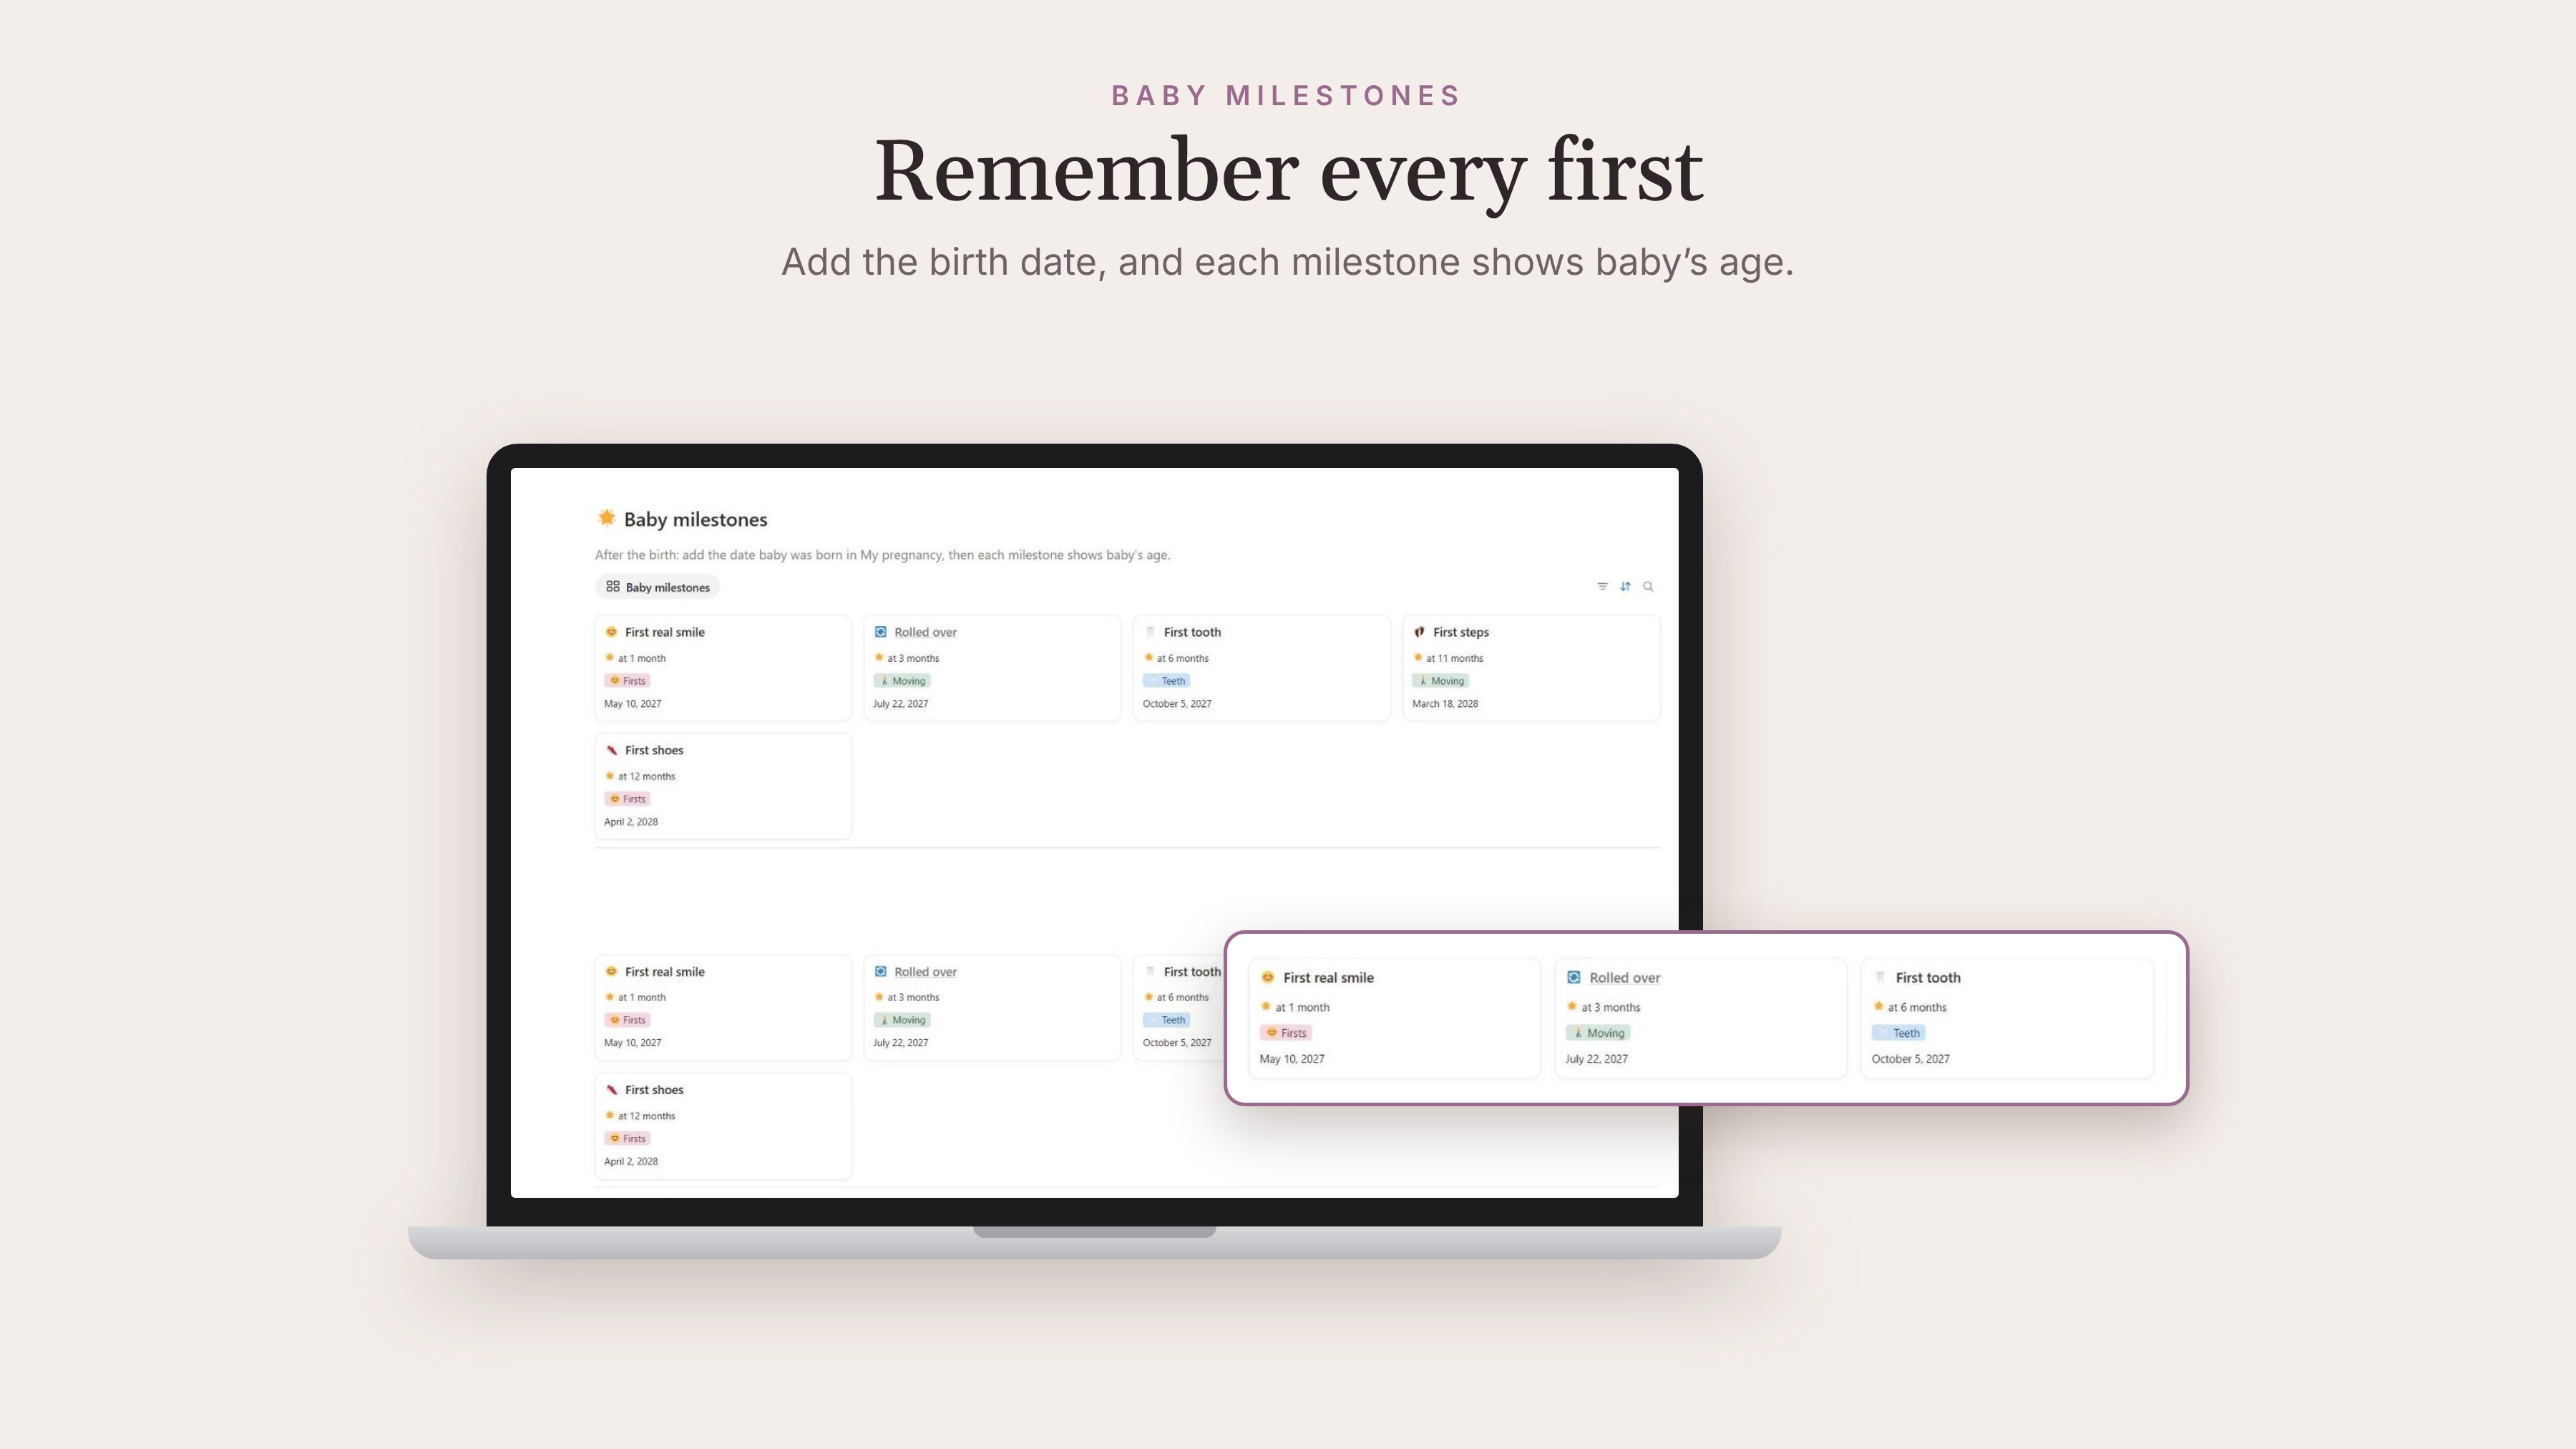 BABY MILESTONES
Remember every first
Add the birth date, and each milestone shows baby’s age.
Baby milestones
After the birth: add the date baby was born in My pregnancy, then each milestone shows baby's age.
Baby milestones
First real smile
at 1 month
Firsts
May 10, 2027
Rolled over
at 3 months
Moving
July 22, 2027
First tooth
at 6 months
Teeth
October 5, 2027
First steps
at 11 months
Moving
March 18, 2028
First shoes
at 12 months
Firsts
April 2, 2028
First real smile
at 1 month
Firsts
May 10, 2027
Rolled over
at 3 months
Moving
July 22, 2027
First tooth
at 6 months
Teeth
October 5, 2027
First shoes
at 12 months
Firsts
April 2, 2028
First real smile
at 1 month
Firsts
May 10, 2027
Rolled over
at 3 months
Moving
July 22, 2027
First tooth
at 6 months
Teeth
October 5, 2027